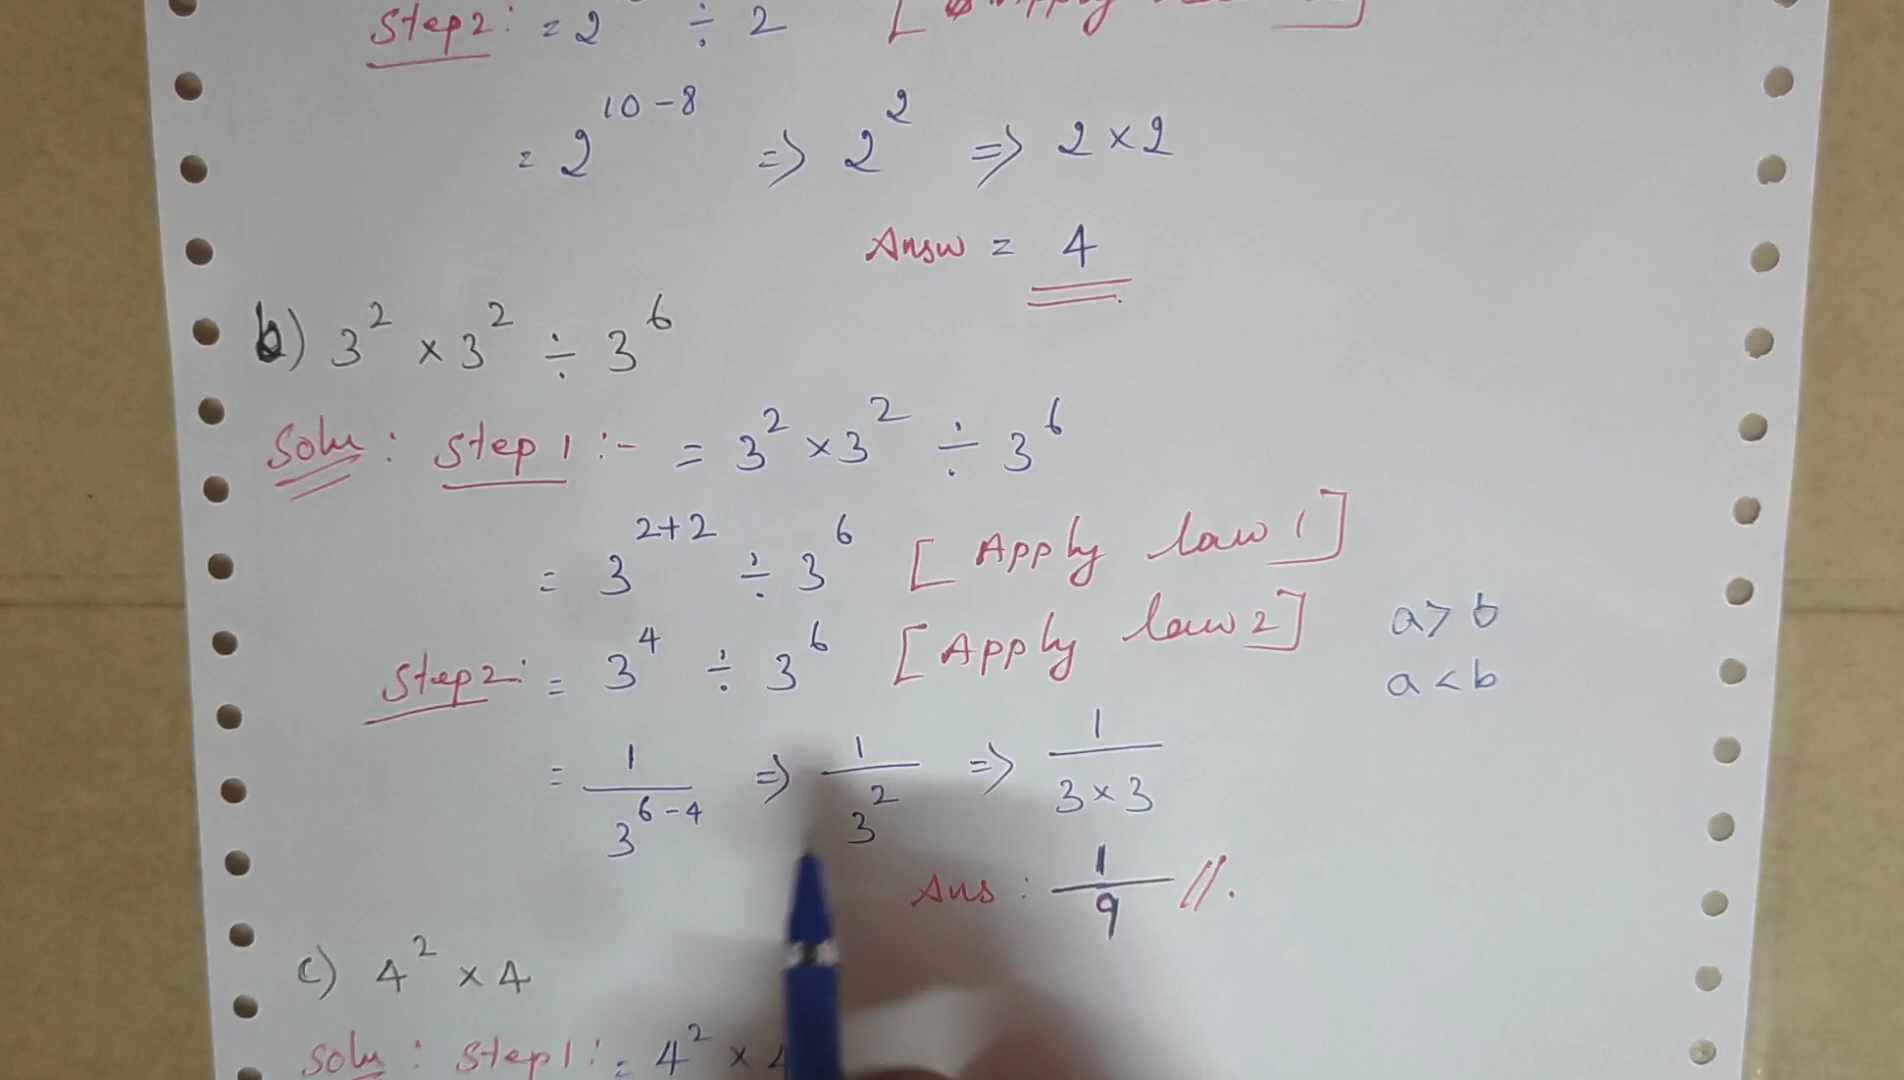 Step2: = 2 ÷ 2 [ Apply
= 2^{10-8} => 2^2 => 2 × 2
Answ = 4
b) 3^2 × 3^2 ÷ 3^6
Solu : Step 1 :- = 3^2 × 3^2 ÷ 3^6
= 3^{2+2} ÷ 3^6 [ Apply law 1]
Step2: = 3^4 ÷ 3^6 [Apply law 2] a > b
a < b
= 1/3^{6-4} => 1/3^2 => 1/(3 × 3)
Ans : 1/9 //.
c) 4^2 × 4
Solu : Step1: = 4^2 ×